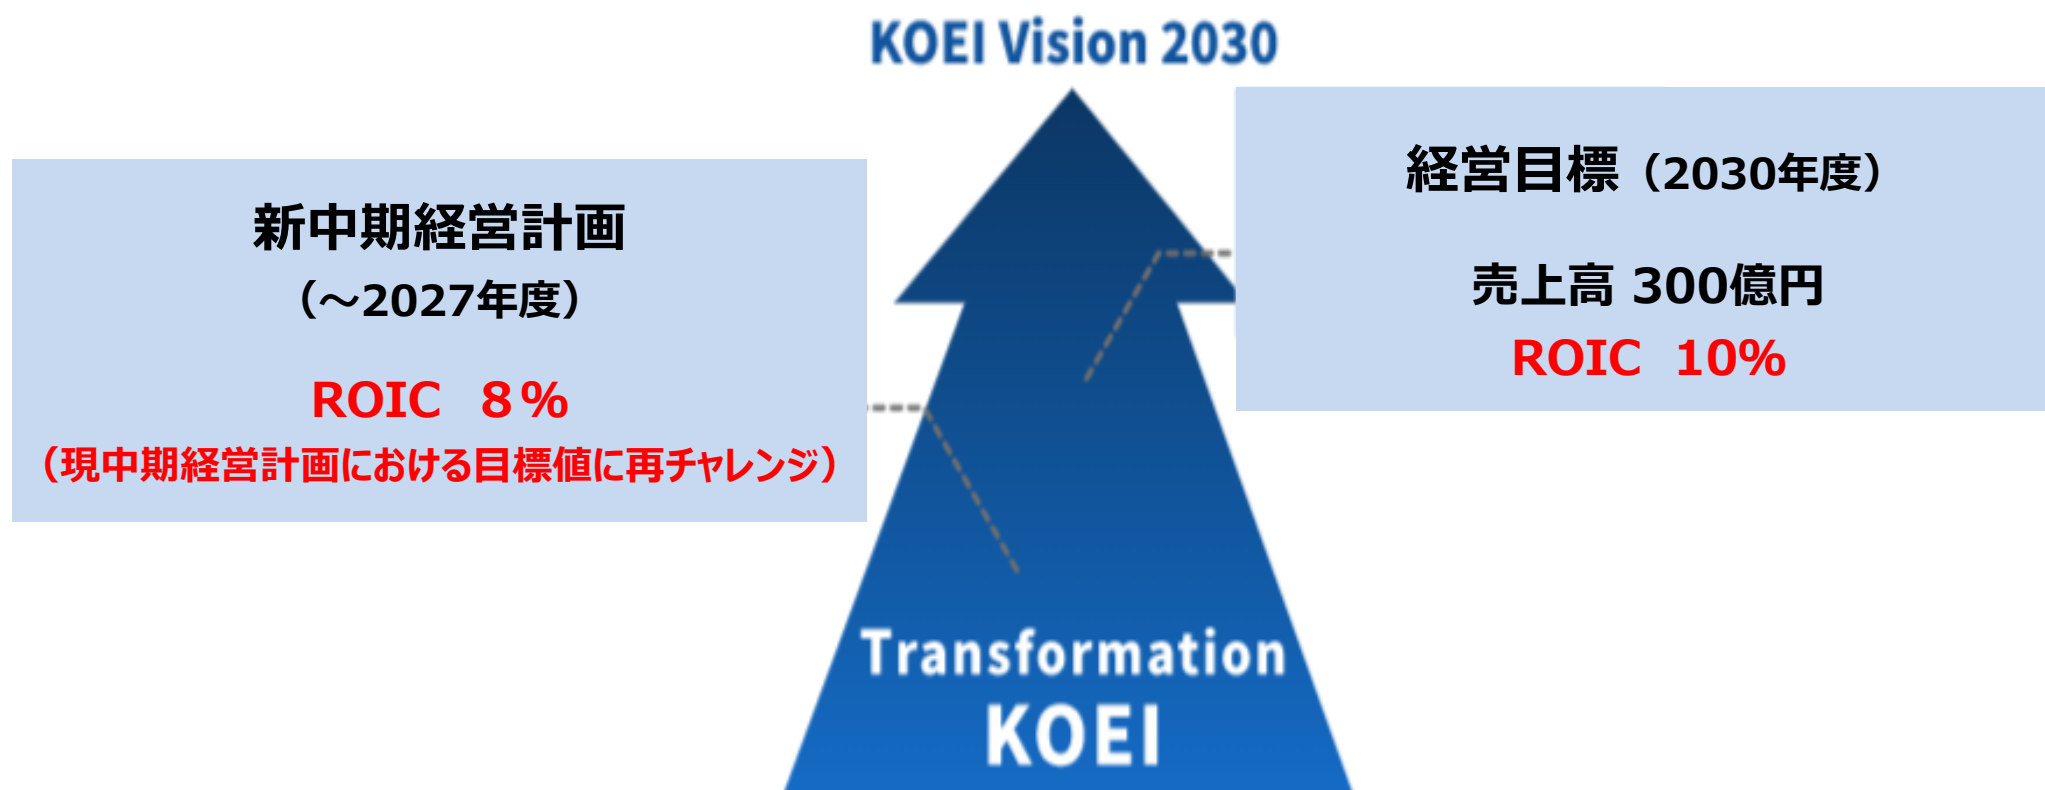 KOEI Vision 2030
新中期経営計画
（～2027年度）
ROIC　８％
（現中期経営計画における目標値に再チャレンジ）
経営目標（2030年度）
売上高 300億円
ROIC　10%
Transformation
KOEI